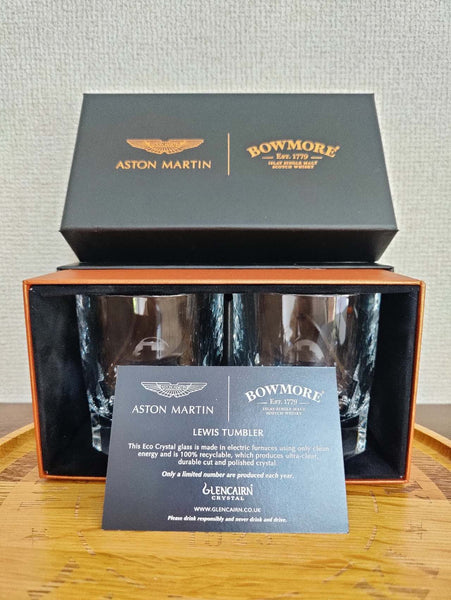 ASTON MARTIN
BOWMORE®
EST. 1779
ISLAY SINGLE MALT
SCOTCH WHISKY
ASTON MARTIN
BOWMORE®
EST. 1779
ISLAY SINGLE MALT
SCOTCH WHISKY
LEWIS TUMBLER
This Eco Crystal glass is made in electric furnaces using only clean
energy and is 100% recyclable, which produces ultra-clear,
durable cut and polished crystal
Only a limited number are produced each year.
GLENCAIRN
CRYSTAL
WWW.GLENCAIRN.CO.UK
Please drink responsibly and never drink and drive.